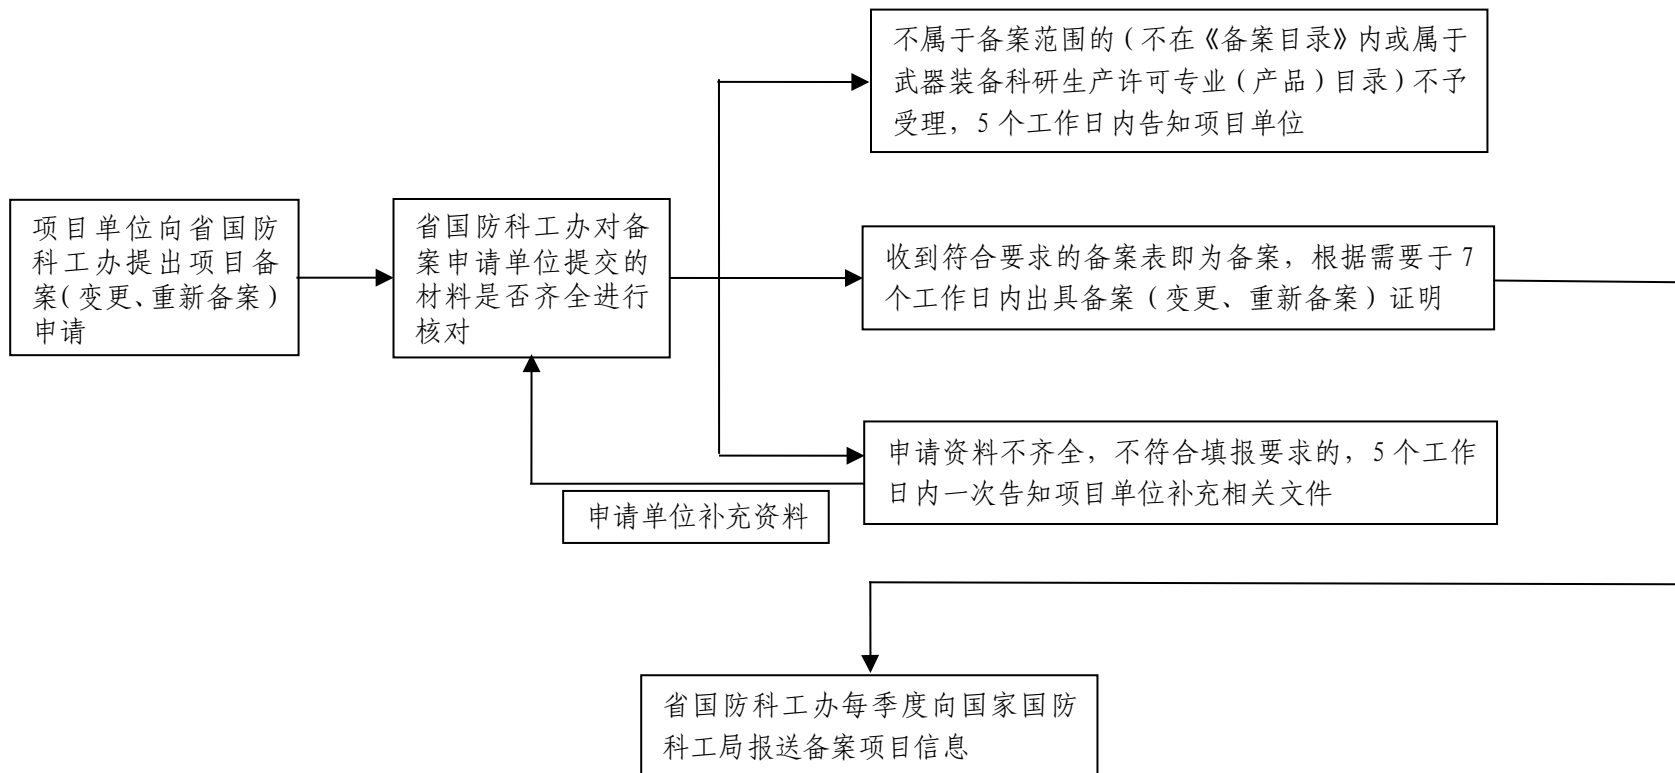 不属于备案范围的（不在《备案目录》内或属于
武器装备科研生产许可专业（产品）目录）不予
受理，5 个工作日内告知项目单位
项目单位向省国防
科工办提出项目备
案（变更、重新备案）
申请
省国防科工办对备
案申请单位提交的
材料是否齐全进行
核对
收到符合要求的备案表即为备案，根据需要于 7
个工作日内出具备案（变更、重新备案）证明
申请资料不齐全，不符合填报要求的，5 个工作
日内一次告知项目单位补充相关文件
申请单位补充资料
省国防科工办每季度向国家国防
科工局报送备案项目信息